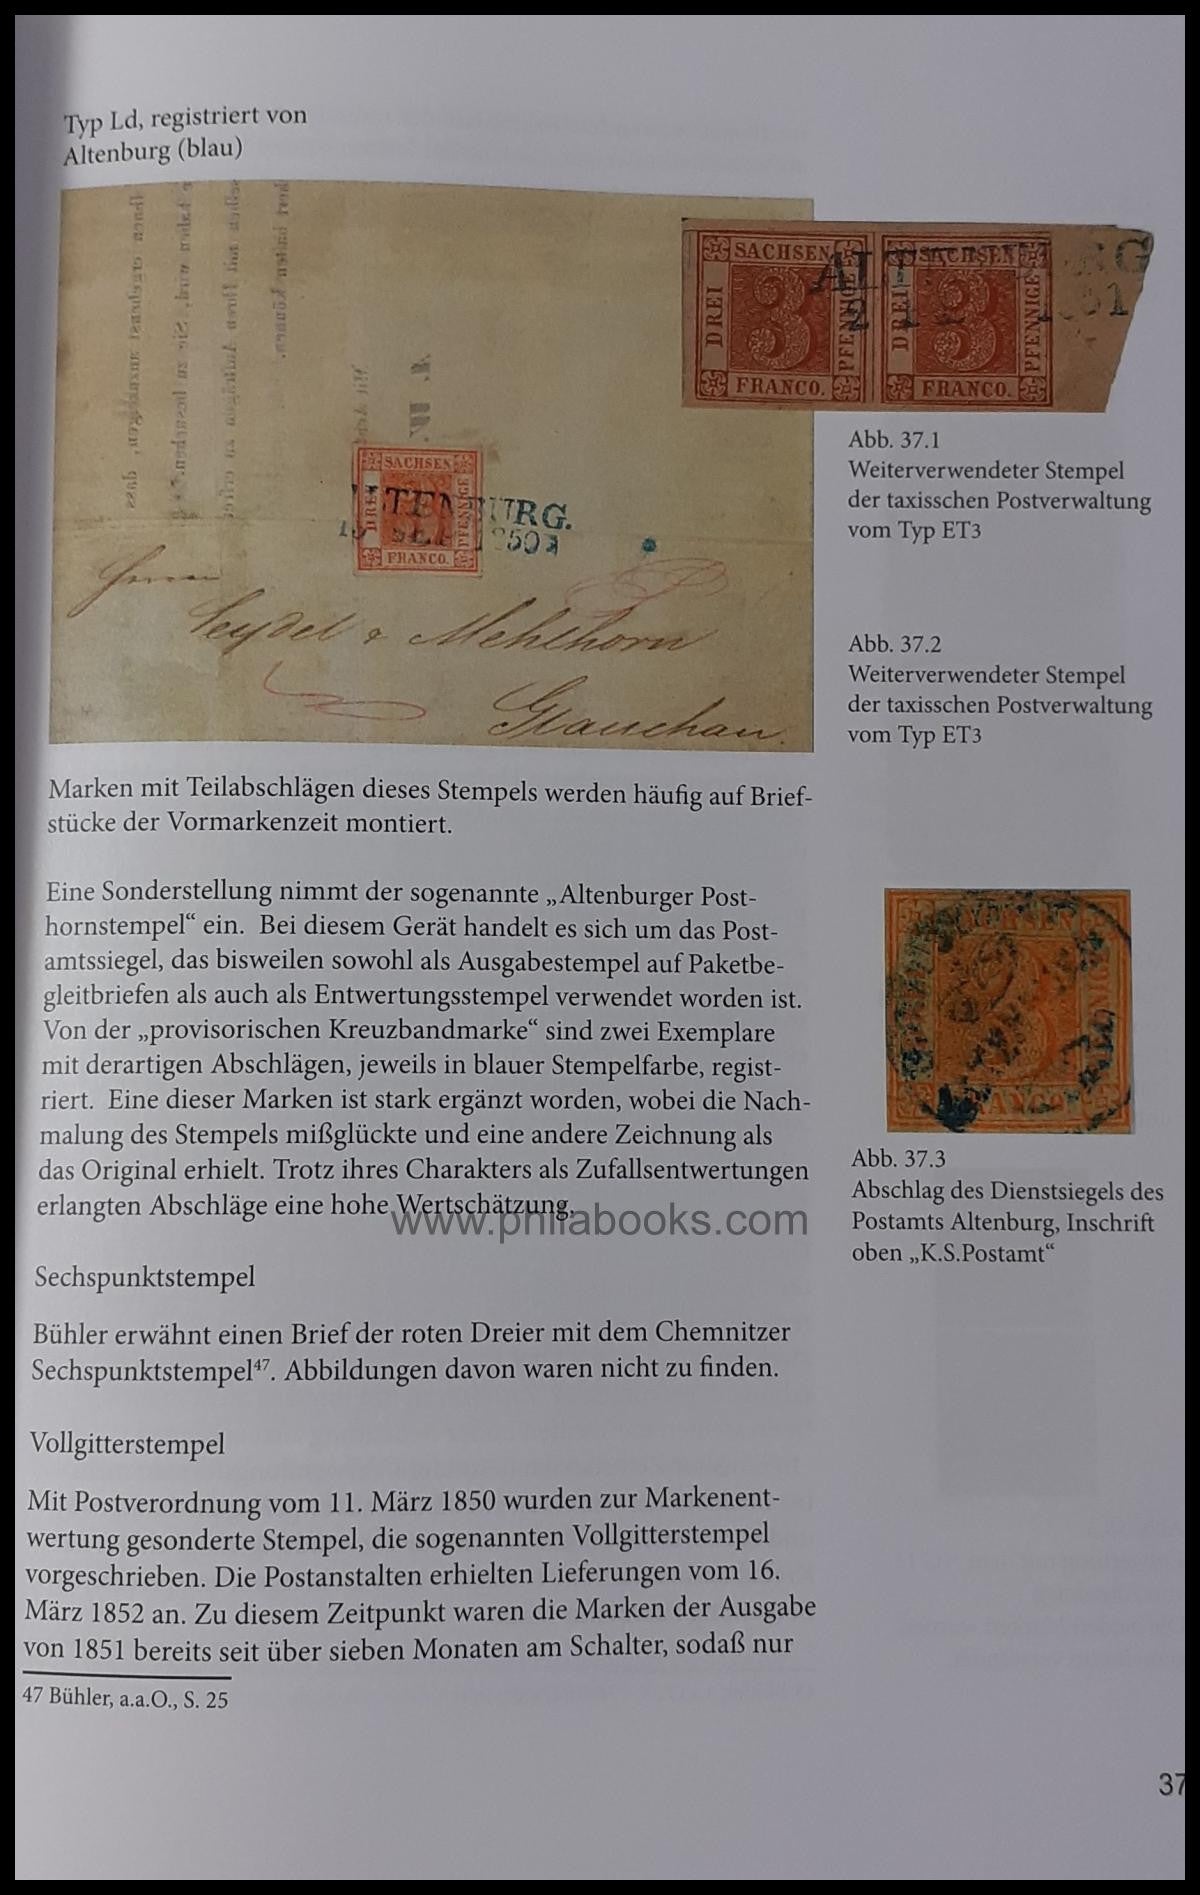 Typ Ld, registriert von
Altenburg (blau)
SACHSEN
DREI
3
PFENNIGE
FRANCO.
SACHSEN
DREI
3
PFENNIGE
FRANCO.
SACHSEN
DREI
PFENNIGE
FRANCO.
Herren
Seydel & Mehlhorn
Glauchau.
Abb. 37.1
Weiterverwendeter Stempel
der taxisschen Postverwaltung
vom Typ ET3
Abb. 37.2
Weiterverwendeter Stempel
der taxisschen Postverwaltung
vom Typ ET3
Marken mit Teilabschlägen dieses Stempels werden häufig auf Brief-
stücke der Vormarkenzeit montiert.
Eine Sonderstellung nimmt der sogenannte „Altenburger Post-
hornstempel“ ein. Bei diesem Gerät handelt es sich um das Post-
amtssiegel, das bisweilen sowohl als Ausgabestempel auf Paketbe-
gleitbriefen als auch als Entwertungsstempel verwendet worden ist.
Von der „provisorischen Kreuzbandmarke“ sind zwei Exemplare
mit derartigen Abschlägen, jeweils in blauer Stempelfarbe, regist-
riert. Eine dieser Marken ist stark ergänzt worden, wobei die Nach-
malung des Stempels mißglückte und eine andere Zeichnung als
das Original erhielt. Trotz ihres Charakters als Zufallsentwertungen
erlangten Abschläge eine hohe Wertschätzung.
www.philabooks.com
Abb. 37.3
Abschlag des Dienstsiegels des
Postamts Altenburg, Inschrift
oben „K.S.Postamt“
Sechspunktstempel
Bühler erwähnt einen Brief der roten Dreier mit dem Chemnitzer
Sechspunktstempel47. Abbildungen davon waren nicht zu finden.
Vollgitterstempel
Mit Postverordnung vom 11. März 1850 wurden zur Markenent-
wertung gesonderte Stempel, die sogenannten Vollgitterstempel
vorgeschrieben. Die Postanstalten erhielten Lieferungen vom 16.
März 1852 an. Zu diesem Zeitpunkt waren die Marken der Ausgabe
von 1851 bereits seit über sieben Monaten am Schalter, sodaß nur
47 Bühler, a.a.O., S. 25
37